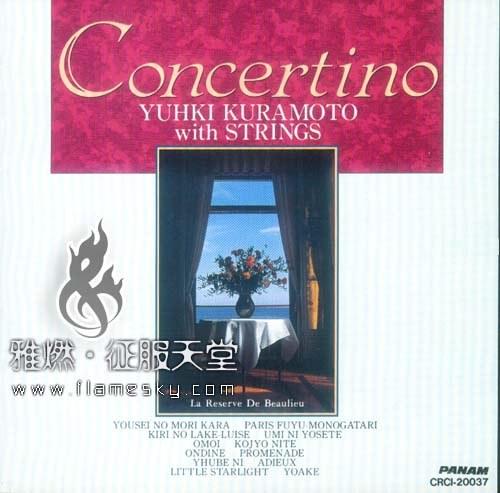 Concertino
YUHKI KURAMOTO
with STRINGS
雅燃·征服天堂
www.flamesky.com
La Reserve De Beaulieu
YOUSEI NO MORI KARA PARIS FUYU-MONOGATARI
KIRI NO LAKE-LUISE UMI NI YOSETE
OMOI KOJYO NITE
ONDINE PROMENADE
YHUBE NI ADIEUX
LITTLE STARLIGHT YOAKE
PANAM
CRCI-20037